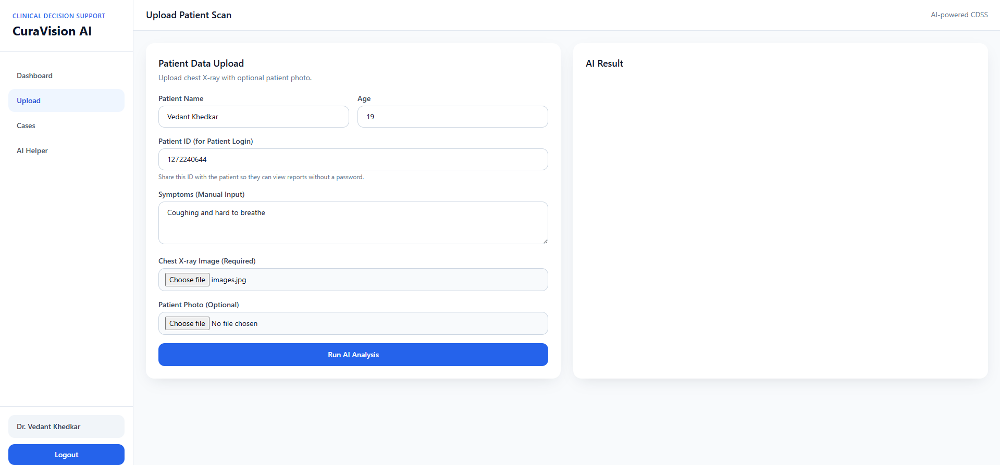 CLINICAL DECISION SUPPORT
CuraVision AI
Dashboard
Upload
Cases
AI Helper
Dr. Vedant Khedkar
Logout
Upload Patient Scan
AI-powered CDSS
Patient Data Upload
Upload chest X-ray with optional patient photo.
Patient Name
Age
Vedant Khedkar
19
Patient ID (for Patient Login)
1272240644
Share this ID with the patient so they can view reports without a password.
Symptoms (Manual Input)
Coughing and hard to breathe
Chest X-ray Image (Required)
Choose file images.jpg
Patient Photo (Optional)
Choose file No file chosen
Run AI Analysis
AI Result